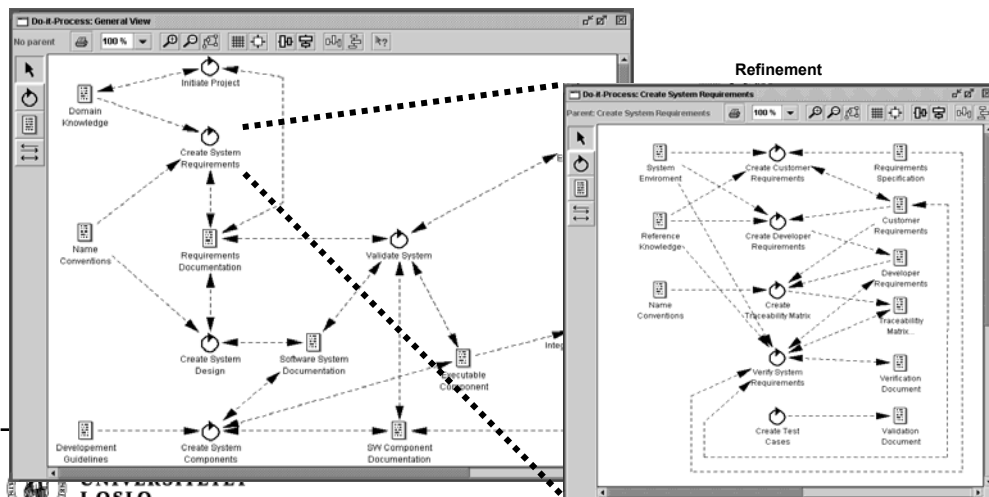 Do-it-Process: General View
No parent
100 %
Initiate Project
Domain
Knowledge
Create System
Requirements
Name
Conventions
Requirements
Documentation
Validate System
Create System
Design
Software System
Documentation
Executable
Component
Developement
Guidelines
Create System
Components
SW Component
Documentation
Refinement
Do-it-Process: Create System Requirements
Parent: Create System Requirements
100 %
System
Enviroment
Create Customer
Requirements
Requirements
Specification
Reference
Knowledge
Create Developer
Requirements
Customer
Requirements
Name
Conventions
Create
Traceability Matrix
Developer
Requirements
Traceability
Matrix...
Verify System
Requirements
Verification
Document
Create Test
Cases
Validation
Document
UNIVERSITETET
I OSLO